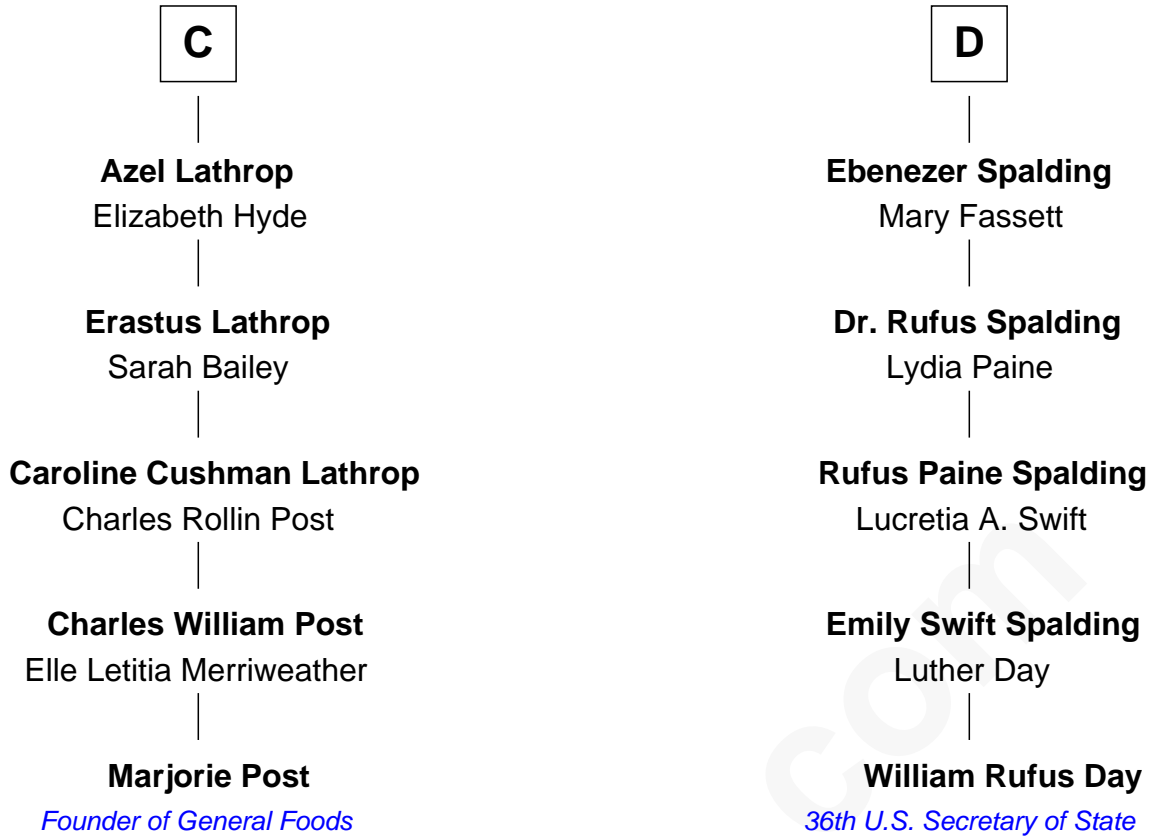 C
Azel Lathrop
Elizabeth Hyde
Erastus Lathrop
Sarah Bailey
Caroline Cushman Lathrop
Charles Rollin Post
Charles William Post
Elle Letitia Merriweather
Marjorie Post
Founder of General Foods
D
Ebenezer Spalding
Mary Fassett
Dr. Rufus Spalding
Lydia Paine
Rufus Paine Spalding
Lucretia A. Swift
Emily Swift Spalding
Luther Day
William Rufus Day
36th U.S. Secretary of State
com